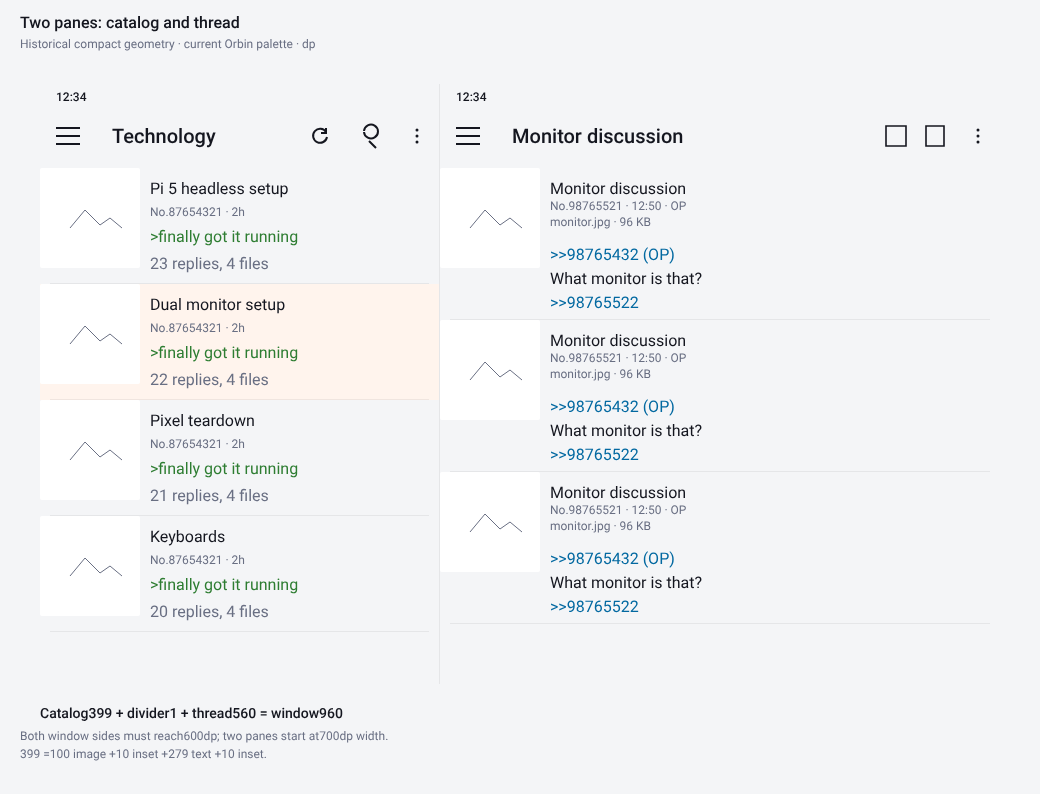 Two panes: catalog and thread
Historical compact geometry · current Orbin palette · dp
12:34
Technology
Pi 5 headless setup
No.87654321 · 2h
>finally got it running
23 replies, 4 files
Dual monitor setup
No.87654321 · 2h
>finally got it running
22 replies, 4 files
Pixel teardown
No.87654321 · 2h
>finally got it running
21 replies, 4 files
Keyboards
No.87654321 · 2h
>finally got it running
20 replies, 4 files
12:34
Monitor discussion
Monitor discussion
No.98765521 · 12:50 · OP
monitor.jpg · 96 KB
>>98765432 (OP)
What monitor is that?
>>98765522
Monitor discussion
No.98765521 · 12:50 · OP
monitor.jpg · 96 KB
>>98765432 (OP)
What monitor is that?
>>98765522
Monitor discussion
No.98765521 · 12:50 · OP
monitor.jpg · 96 KB
>>98765432 (OP)
What monitor is that?
>>98765522
Catalog399 + divider1 + thread560 = window960
Both window sides must reach600dp; two panes start at700dp width.
399 =100 image +10 inset +279 text +10 inset.